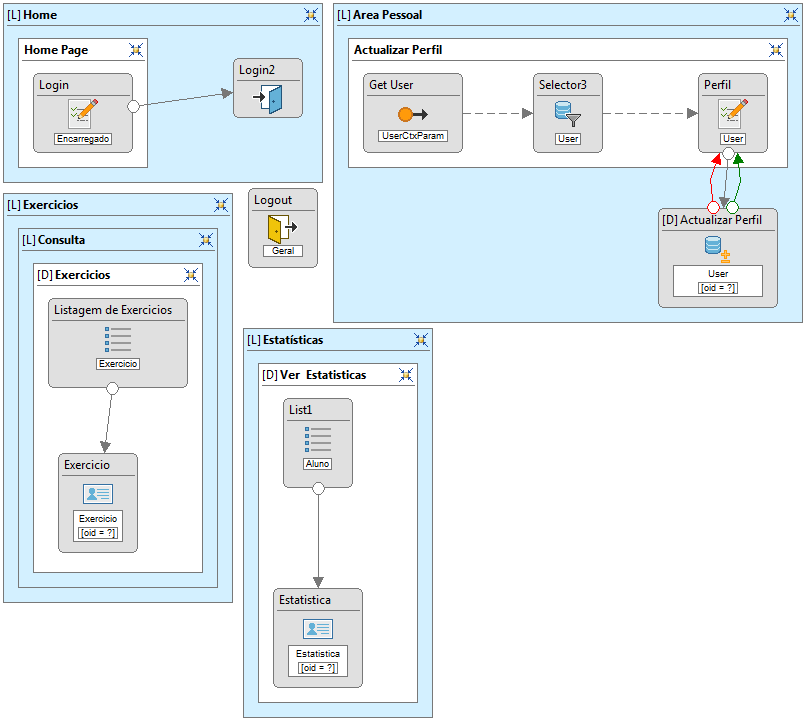 [L] Home
Home Page
Login
Encarregado
Login2
[L] Area Pessoal
Actualizar Perfil
Get User
UserCtxParam
Selector3
User
Perfil
User
[D] Actualizar Perfil
User
[oid = ?]
Logout
Geral
[L] Exercicios
[L] Consulta
[D] Exercicios
Listagem de Exercicios
Exercicio
Exercicio
Exercicio
[oid = ?]
[L] Estatísticas
[D] Ver Estatisticas
List1
Aluno
Estatistica
Estatistica
[oid = ?]